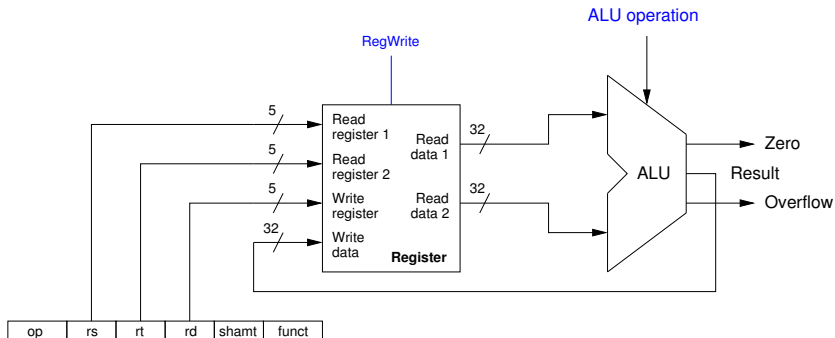 ALU operation
RegWrite
5
Read
register 1
5
Read
register 2
5
Write
register
32
Write
data
Read
data 1
32
Read
data 2
32
Register
ALU
Zero
Result
Overflow
op rs rt rd shamt funct